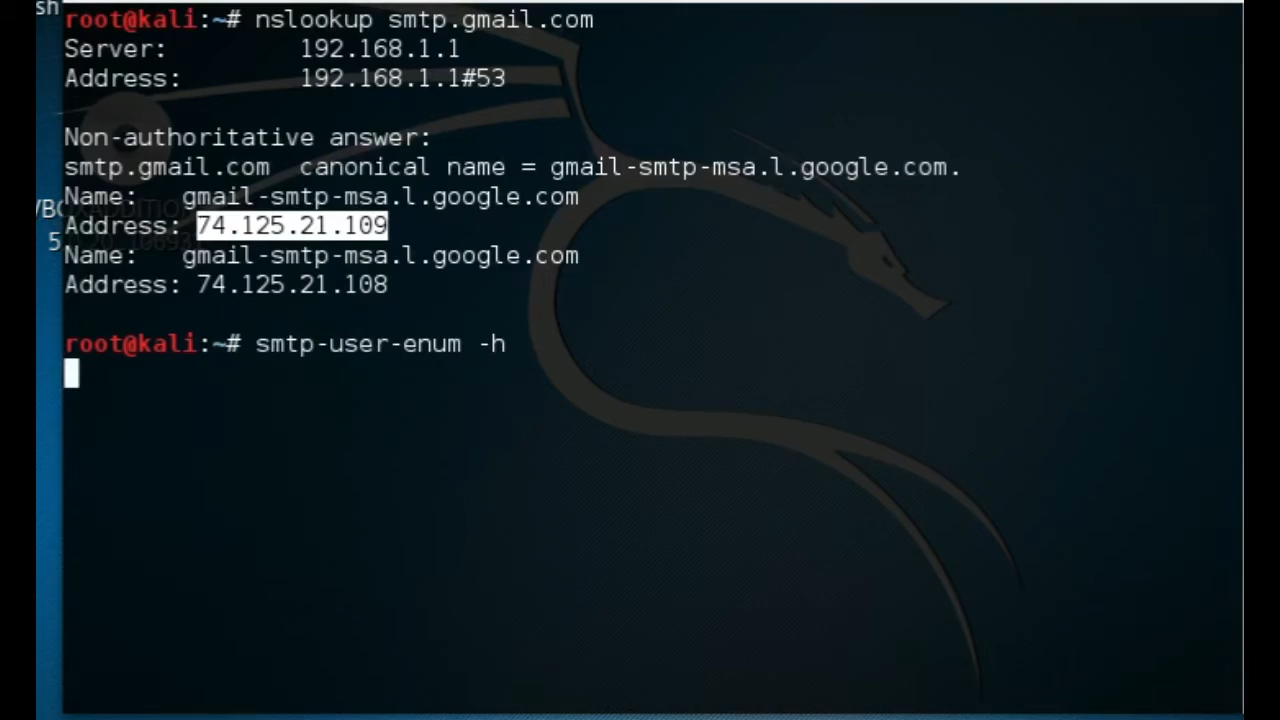 sh
root@kali:~# nslookup smtp.gmail.com
Server:		192.168.1.1
Address:	192.168.1.1#53
Non-authoritative answer:
smtp.gmail.com	canonical name = gmail-smtp-msa.l.google.com.
Name:	gmail-smtp-msa.l.google.com
Address: 74.125.21.109
Name:	gmail-smtp-msa.l.google.com
Address: 74.125.21.108
root@kali:~# smtp-user-enum -h